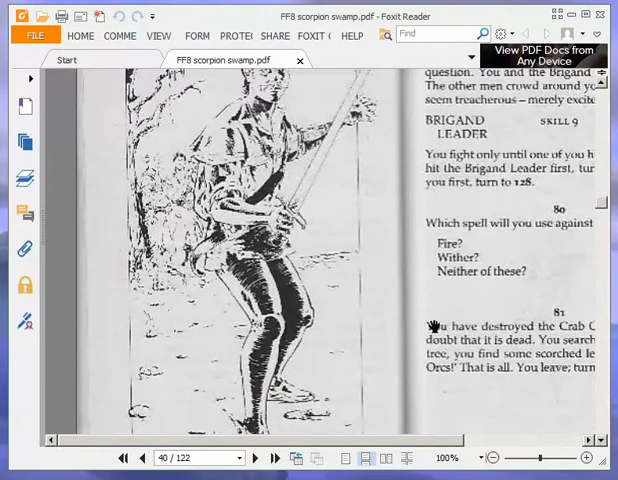 FF8 scorpion swamp.pdf - Foxit Reader
FILE HOME COMME PROTE FORM PROTE SHARE FOXIT C HELP Find
Start FF8 scorpion swamp.pdf View PDF Docs from
Any Device
question. You and the Brigand
The other men crowd around yo
seem treacherous – merely excite
BRIGAND SKILL 9
LEADER
You fight only until one of you h
hit the Brigand Leader first, tur
you first, turn to 128.
80
Which spell will you use against
Fire?
Wither?
Neither of these?
81
u have destroyed the Crab G
doubt that it is dead. You search
tree, you find some scorched le
Orcs!' That is all. You leave; turn
40 / 122 100%